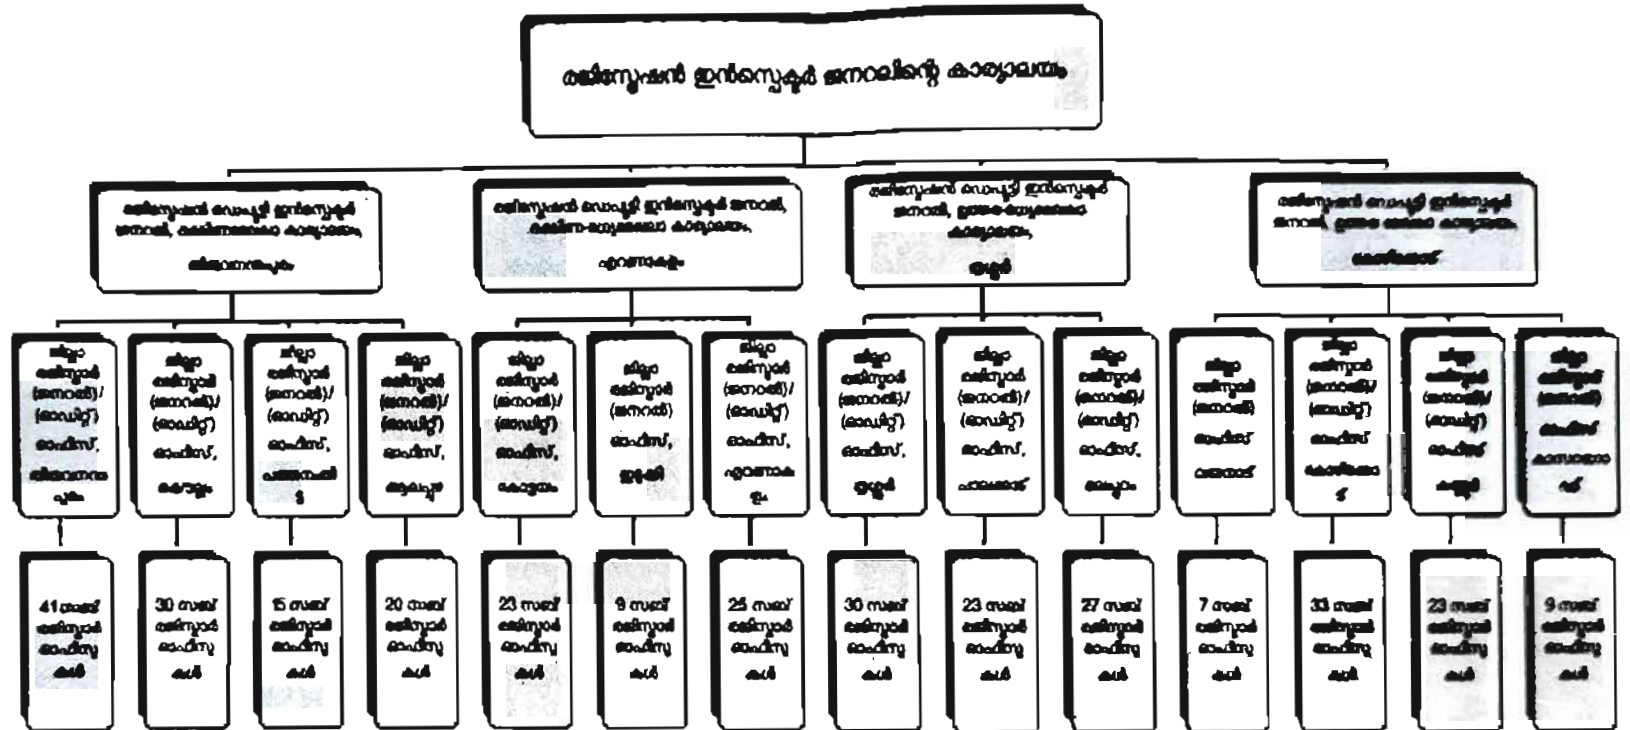 രജിസ്ട്രേഷൻ ഇൻസ്പെക്ടർ ജനറലിന്റെ കാര്യാലയം
രജിസ്ട്രേഷൻ ഡെപ്യൂട്ടി ഇൻസ്പെക്ടർ
ജനറൽ, ദക്ഷിണമേഖല കാര്യാലയം,
തിരുവനന്തപുരം
രജിസ്ട്രേഷൻ ഡെപ്യൂട്ടി ഇൻസ്പെക്ടർ ജനറൽ,
ദക്ഷിണ-മധ്യമേഖലാ കാര്യാലയം,
എറണാകുളം
രജിസ്ട്രേഷൻ ഡെപ്യൂട്ടി ഇൻസ്പെക്ടർ
ജനറൽ, ഉത്തര-മധ്യമേഖലാ
കാര്യാലയം,
തൃശ്ശൂർ
രജിസ്ട്രേഷൻ ഡെപ്യൂട്ടി ഇൻസ്പെക്ടർ
ജനറൽ, ഉത്തര മേഖലാ കാര്യാലയം,
കോഴിക്കോട്
ജില്ലാ
രജിസ്ട്രാർ
(ജനറൽ)/
(ഓഡിറ്റ്)
ഓഫീസ്,
തിരുവനന്ത
പുരം
ജില്ലാ
രജിസ്ട്രാർ
(ജനറൽ)/
(ഓഡിറ്റ്)
ഓഫീസ്,
കൊല്ലം
ജില്ലാ
രജിസ്ട്രാർ
(ജനറൽ)/
(ഓഡിറ്റ്)
ഓഫീസ്,
പത്തനംതിട്ട
ജില്ലാ
രജിസ്ട്രാർ
(ജനറൽ)/
(ഓഡിറ്റ്)
ഓഫീസ്,
ആലപ്പുഴ
ജില്ലാ
രജിസ്ട്രാർ
(ജനറൽ)/
(ഓഡിറ്റ്)
ഓഫീസ്,
കോട്ടയം
ജില്ലാ
രജിസ്ട്രാർ
(ജനറൽ)
ഓഫീസ്,
ഇടുക്കി
ജില്ലാ
രജിസ്ട്രാർ
(ജനറൽ)/
(ഓഡിറ്റ്)
ഓഫീസ്,
എറണാക
ുളം
ജില്ലാ
രജിസ്ട്രാർ
(ജനറൽ)/
(ഓഡിറ്റ്)
ഓഫീസ്,
തൃശ്ശൂർ
ജില്ലാ
രജിസ്ട്രാർ
(ജനറൽ)/
(ഓഡിറ്റ്)
ഓഫീസ്,
പാലക്കാട്
ജില്ലാ
രജിസ്ട്രാർ
(ജനറൽ)/
(ഓഡിറ്റ്)
ഓഫീസ്,
മലപ്പുറം
ജില്ലാ
രജിസ്ട്രാർ
(ജനറൽ)
ഓഫീസ്
വയനാട്
ജില്ലാ
രജിസ്ട്രാർ
(ജനറൽ)/
(ഓഡിറ്റ്)
ഓഫീസ്
കോഴിക്കോ
ട്
ജില്ലാ
രജിസ്ട്രാർ
(ജനറൽ)/
(ഓഡിറ്റ്)
ഓഫീസ്
കണ്ണൂർ
ജില്ലാ
രജിസ്ട്രാർ
(ജനറൽ)
ഓഫീസ്
കാസറഗോ
ഡ്
41 സബ്
രജിസ്ട്രാർ
ഓഫീസു
കൾ
30 സബ്
രജിസ്ട്രാർ
ഓഫീസു
കൾ
15 സബ്
രജിസ്ട്രാർ
ഓഫീസു
കൾ
20 സബ്
രജിസ്ട്രാർ
ഓഫീസു
കൾ
23 സബ്
രജിസ്ട്രാർ
ഓഫീസു
കൾ
9 സബ്
രജിസ്ട്രാർ
ഓഫീസു
കൾ
25 സബ്
രജിസ്ട്രാർ
ഓഫീസു
കൾ
30 സബ്
രജിസ്ട്രാർ
ഓഫീസു
കൾ
23 സബ്
രജിസ്ട്രാർ
ഓഫീസു
കൾ
27 സബ്
രജിസ്ട്രാർ
ഓഫീസു
കൾ
7 സബ്
രജിസ്ട്രാർ
ഓഫീസു
കൾ
33 സബ്
രജിസ്ട്രാർ
ഓഫീസു
കൾ
23 സബ്
രജിസ്ട്രാർ
ഓഫീസു
കൾ
9 സബ്
രജിസ്ട്രാർ
ഓഫീസു
കൾ